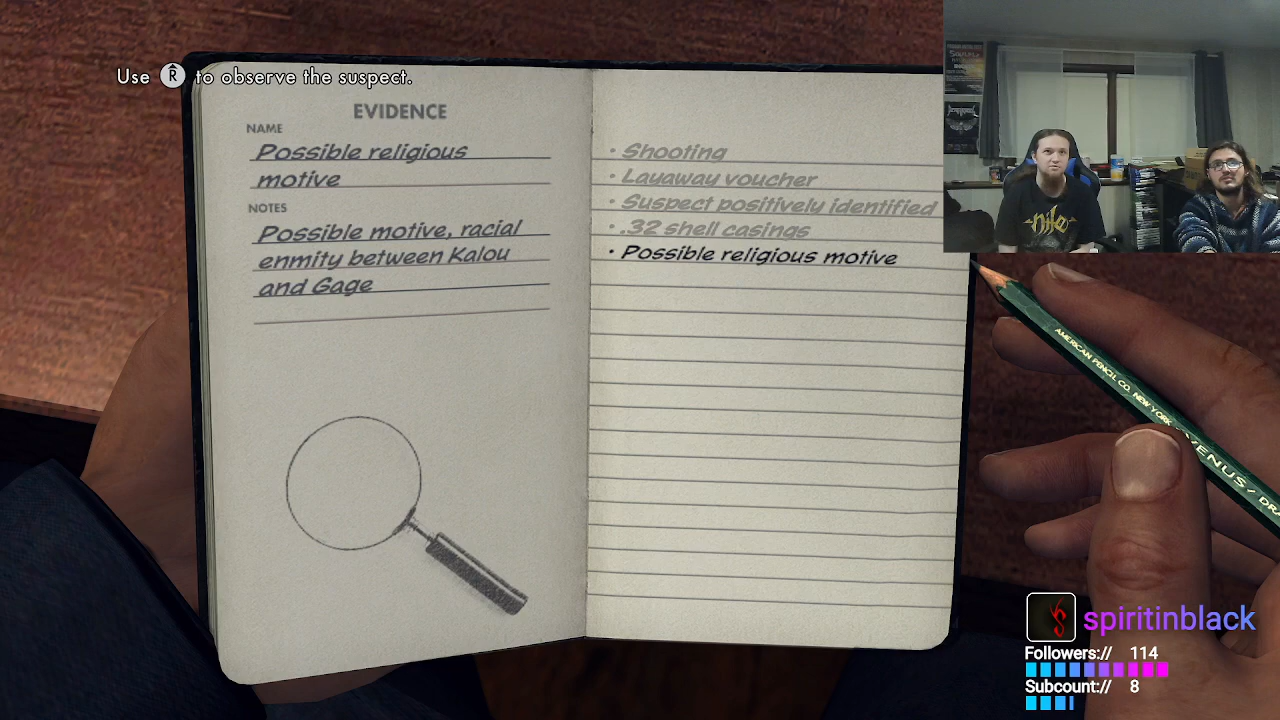 Use R to observe the suspect.
EVIDENCE
NAME
Possible religious
motive
NOTES
Possible motive, racial
enmity between Kalou
and Gage
• Shooting
• Layaway voucher
• Suspect positively identified
• .32 shell casings
• Possible religious motive
AMERICAN PENCIL CO. NEW YORK
VENUS
nile
spiritinblack
Followers:// 114
Subcount:// 8